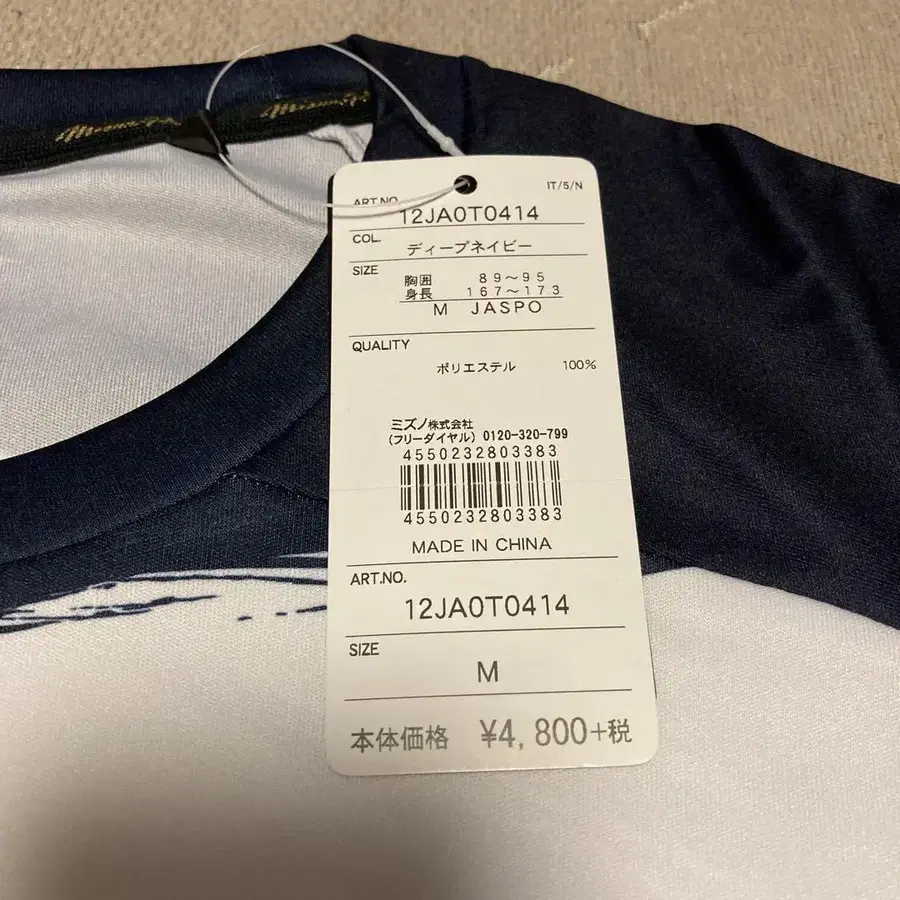 IT/5/N
ART.NO.
12JA0T0414
COL.
ディープネイビー
SIZE
胸囲 89~95
身長 167~173
M JASPO
QUALITY
ポリエステル 100%
ミズノ株式会社
(フリーダイヤル) 0120-320-799
4550232803383
4550232803383
MADE IN CHINA
ART.NO.
12JA0T0414
SIZE
M
本体価格 ¥4,800+税